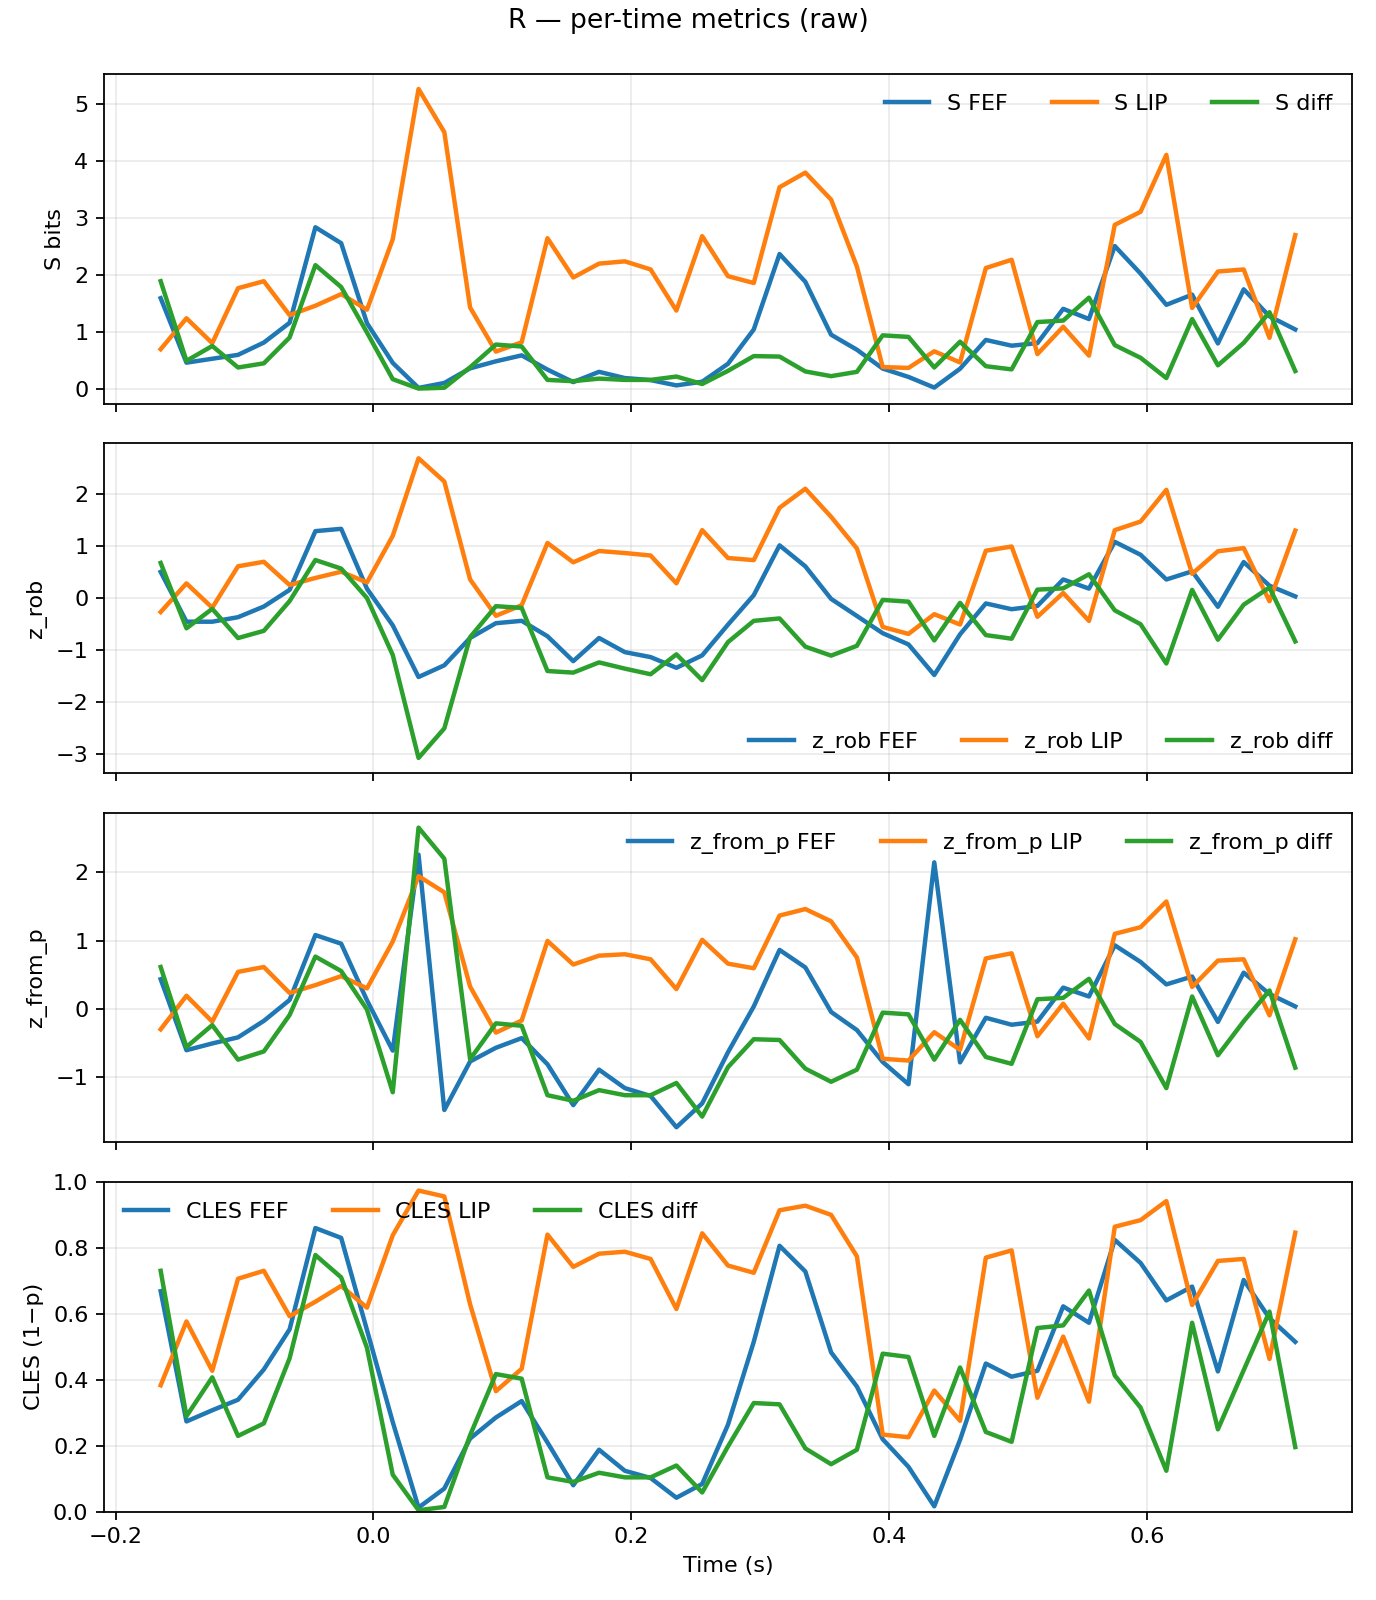 R — per-time metrics (raw)
S FEF S LIP S diff
5
4
3
2
1
0
S bits
2
1
0
−1
−2
−3
z_rob
z_rob FEF z_rob LIP z_rob diff
z_from_p FEF z_from_p LIP z_from_p diff
2
1
0
−1
z_from_p
1.0
0.8
0.6
0.4
0.2
0.0
CLES (1−p)
CLES FEF CLES LIP CLES diff
−0.2 0.0 0.2 0.4 0.6
Time (s)